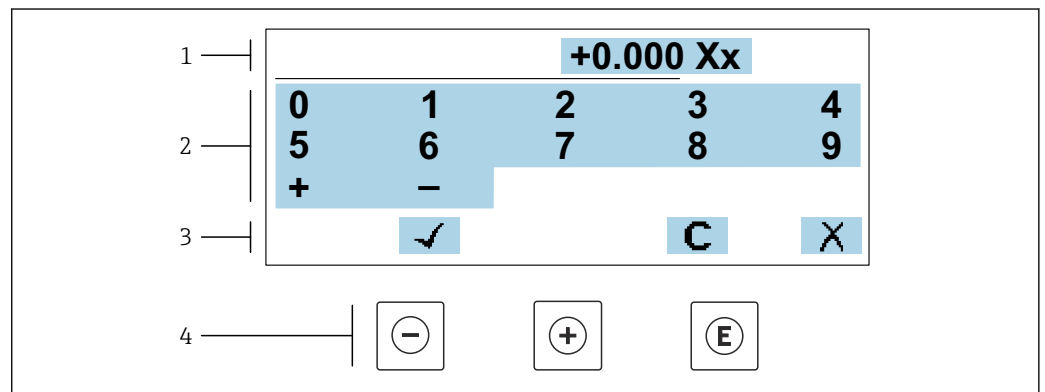 1 +0.000 Xx
0 1 2 3 4
2 5 6 7 8 9
+ −
3 ✓ C X
4 − + E